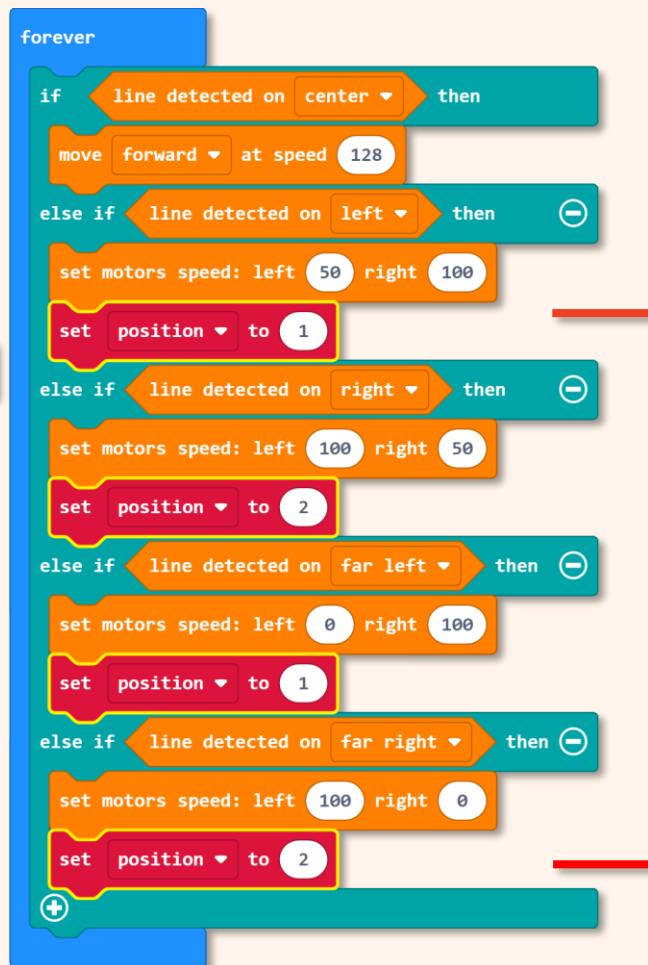 forever
if line detected on center then
move forward at speed 128
else if line detected on left then
set motors speed: left 50 right 100
set position to 1
else if line detected on right then
set motors speed: left 100 right 50
set position to 2
else if line detected on far left then
set motors speed: left 0 right 100
set position to 1
else if line detected on far right then
set motors speed: left 100 right 0
set position to 2